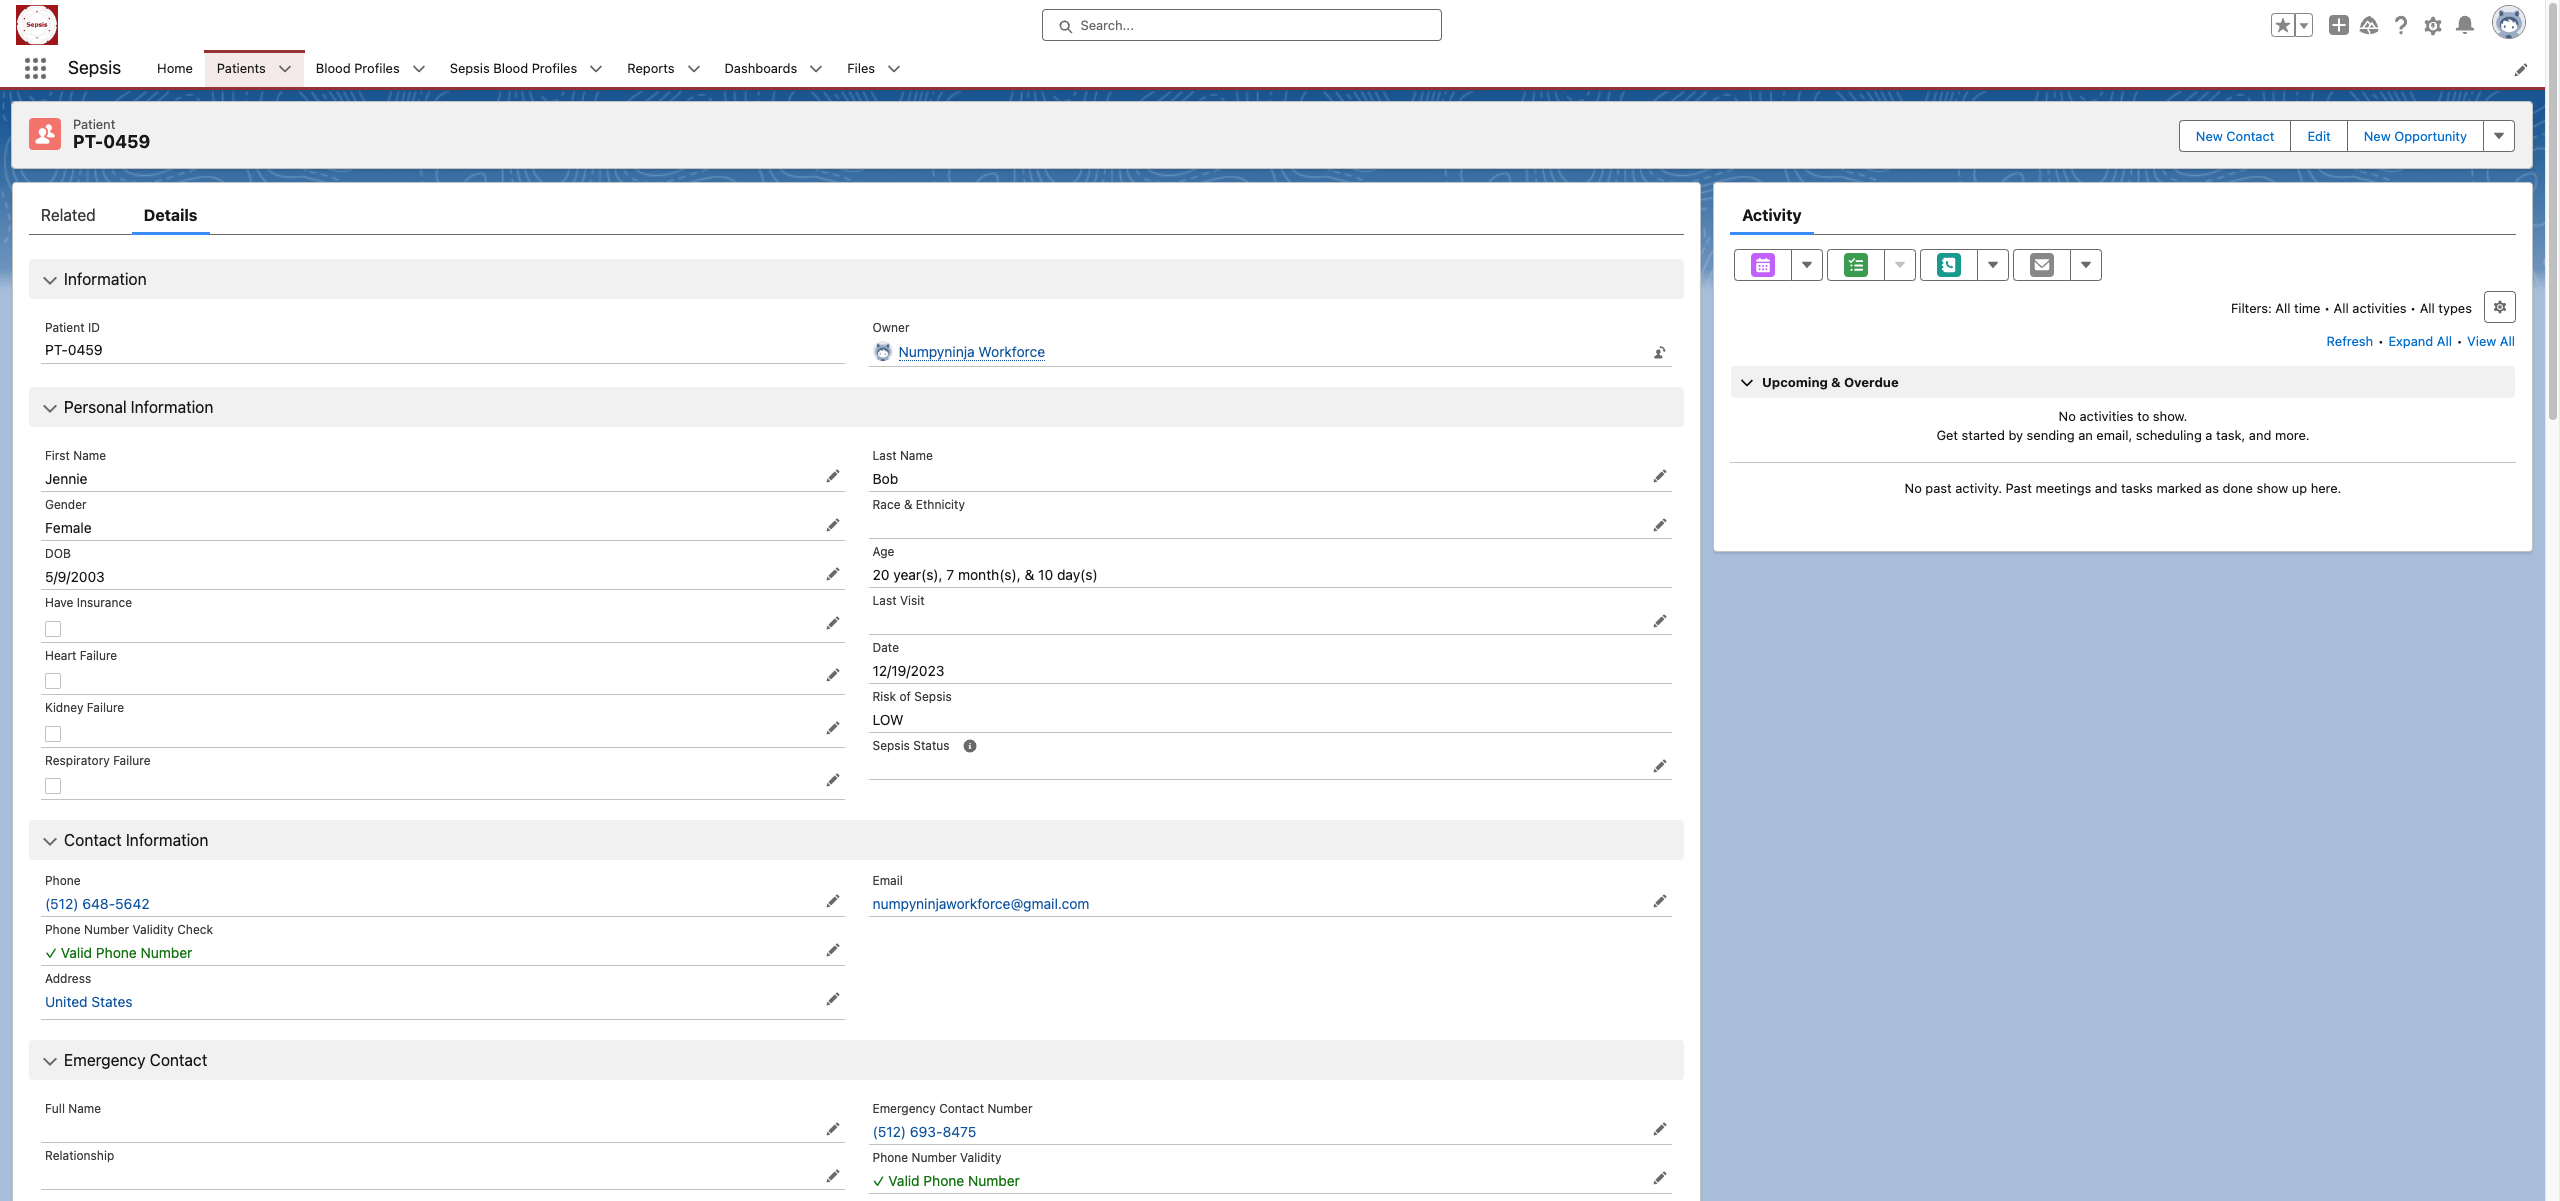 Sepsis
Search...
Sepsis
Home
Patients
Blood Profiles
Sepsis Blood Profiles
Reports
Dashboards
Files
Patient
PT-0459
New Contact
Edit
New Opportunity
Related
Details
Information
Patient ID
PT-0459
Owner
Numpyninja Workforce
Personal Information
First Name
Jennie
Last Name
Bob
Gender
Female
Race & Ethnicity
DOB
5/9/2003
Age
20 year(s), 7 month(s), & 10 day(s)
Have Insurance
Last Visit
Heart Failure
Date
12/19/2023
Kidney Failure
Risk of Sepsis
LOW
Respiratory Failure
Sepsis Status
Contact Information
Phone
(512) 648-5642
Email
numpyninjaworkforce@gmail.com
Phone Number Validity Check
✓ Valid Phone Number
Address
United States
Emergency Contact
Full Name
Emergency Contact Number
(512) 693-8475
Relationship
Phone Number Validity
✓ Valid Phone Number
Activity
Filters: All time • All activities • All types
Refresh • Expand All • View All
Upcoming & Overdue
No activities to show.
Get started by sending an email, scheduling a task, and more.
No past activity. Past meetings and tasks marked as done show up here.